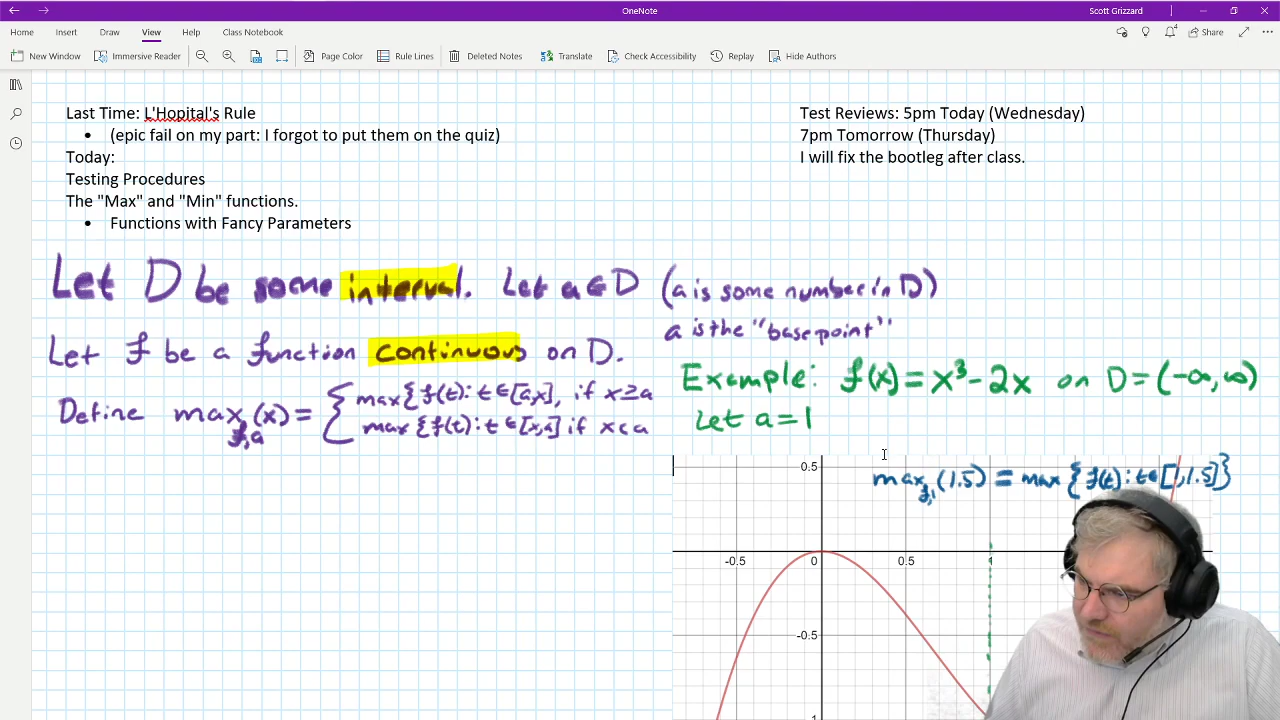 OneNote
Scott Grizzard
Home Insert Draw View Help Class Notebook
Share
New Window Immersive Reader Page Color Rule Lines Deleted Notes Translate Check Accessibility Replay Hide Authors
Last Time: L'Hopital's Rule
• (epic fail on my part: I forgot to put them on the quiz)
Today:
Testing Procedures
The "Max" and "Min" functions.
• Functions with Fancy Parameters
Test Reviews: 5pm Today (Wednesday)
7pm Tomorrow (Thursday)
I will fix the bootleg after class.
Let D be some interval. Let a∈D (a is some number in D)
a is the "basepoint"
Let f be a function continuous on D.
Define max_{f,a}(x) = { max{f(t): t∈[a,x], if x≥a
max{f(t): t∈[x,a] if x<a
Example: f(x)=x³-2x on D=(-∞,∞)
Let a=1
max_{f,1}(1.5) = max{f(t): t∈[1,1.5]}
0.5
-0.5 0 0.5 1
-0.5
-1